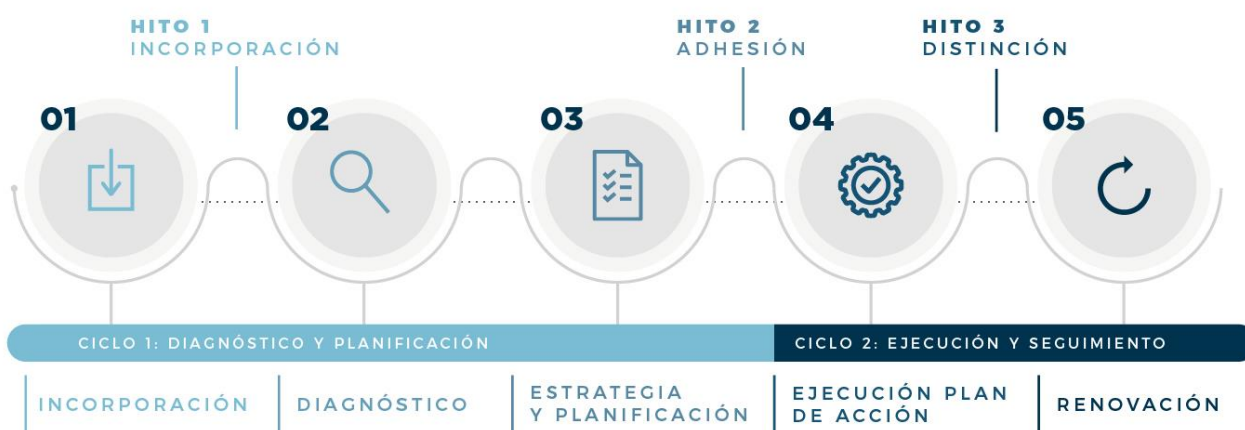 HITO 1
INCORPORACIÓN
HITO 2
ADHESIÓN
HITO 3
DISTINCIÓN
01
02
03
04
05
CICLO 1: DIAGNÓSTICO Y PLANIFICACIÓN
CICLO 2: EJECUCIÓN Y SEGUIMIENTO
INCORPORACIÓN
DIAGNÓSTICO
ESTRATEGIA
Y PLANIFICACIÓN
EJECUCIÓN PLAN
DE ACCIÓN
RENOVACIÓN